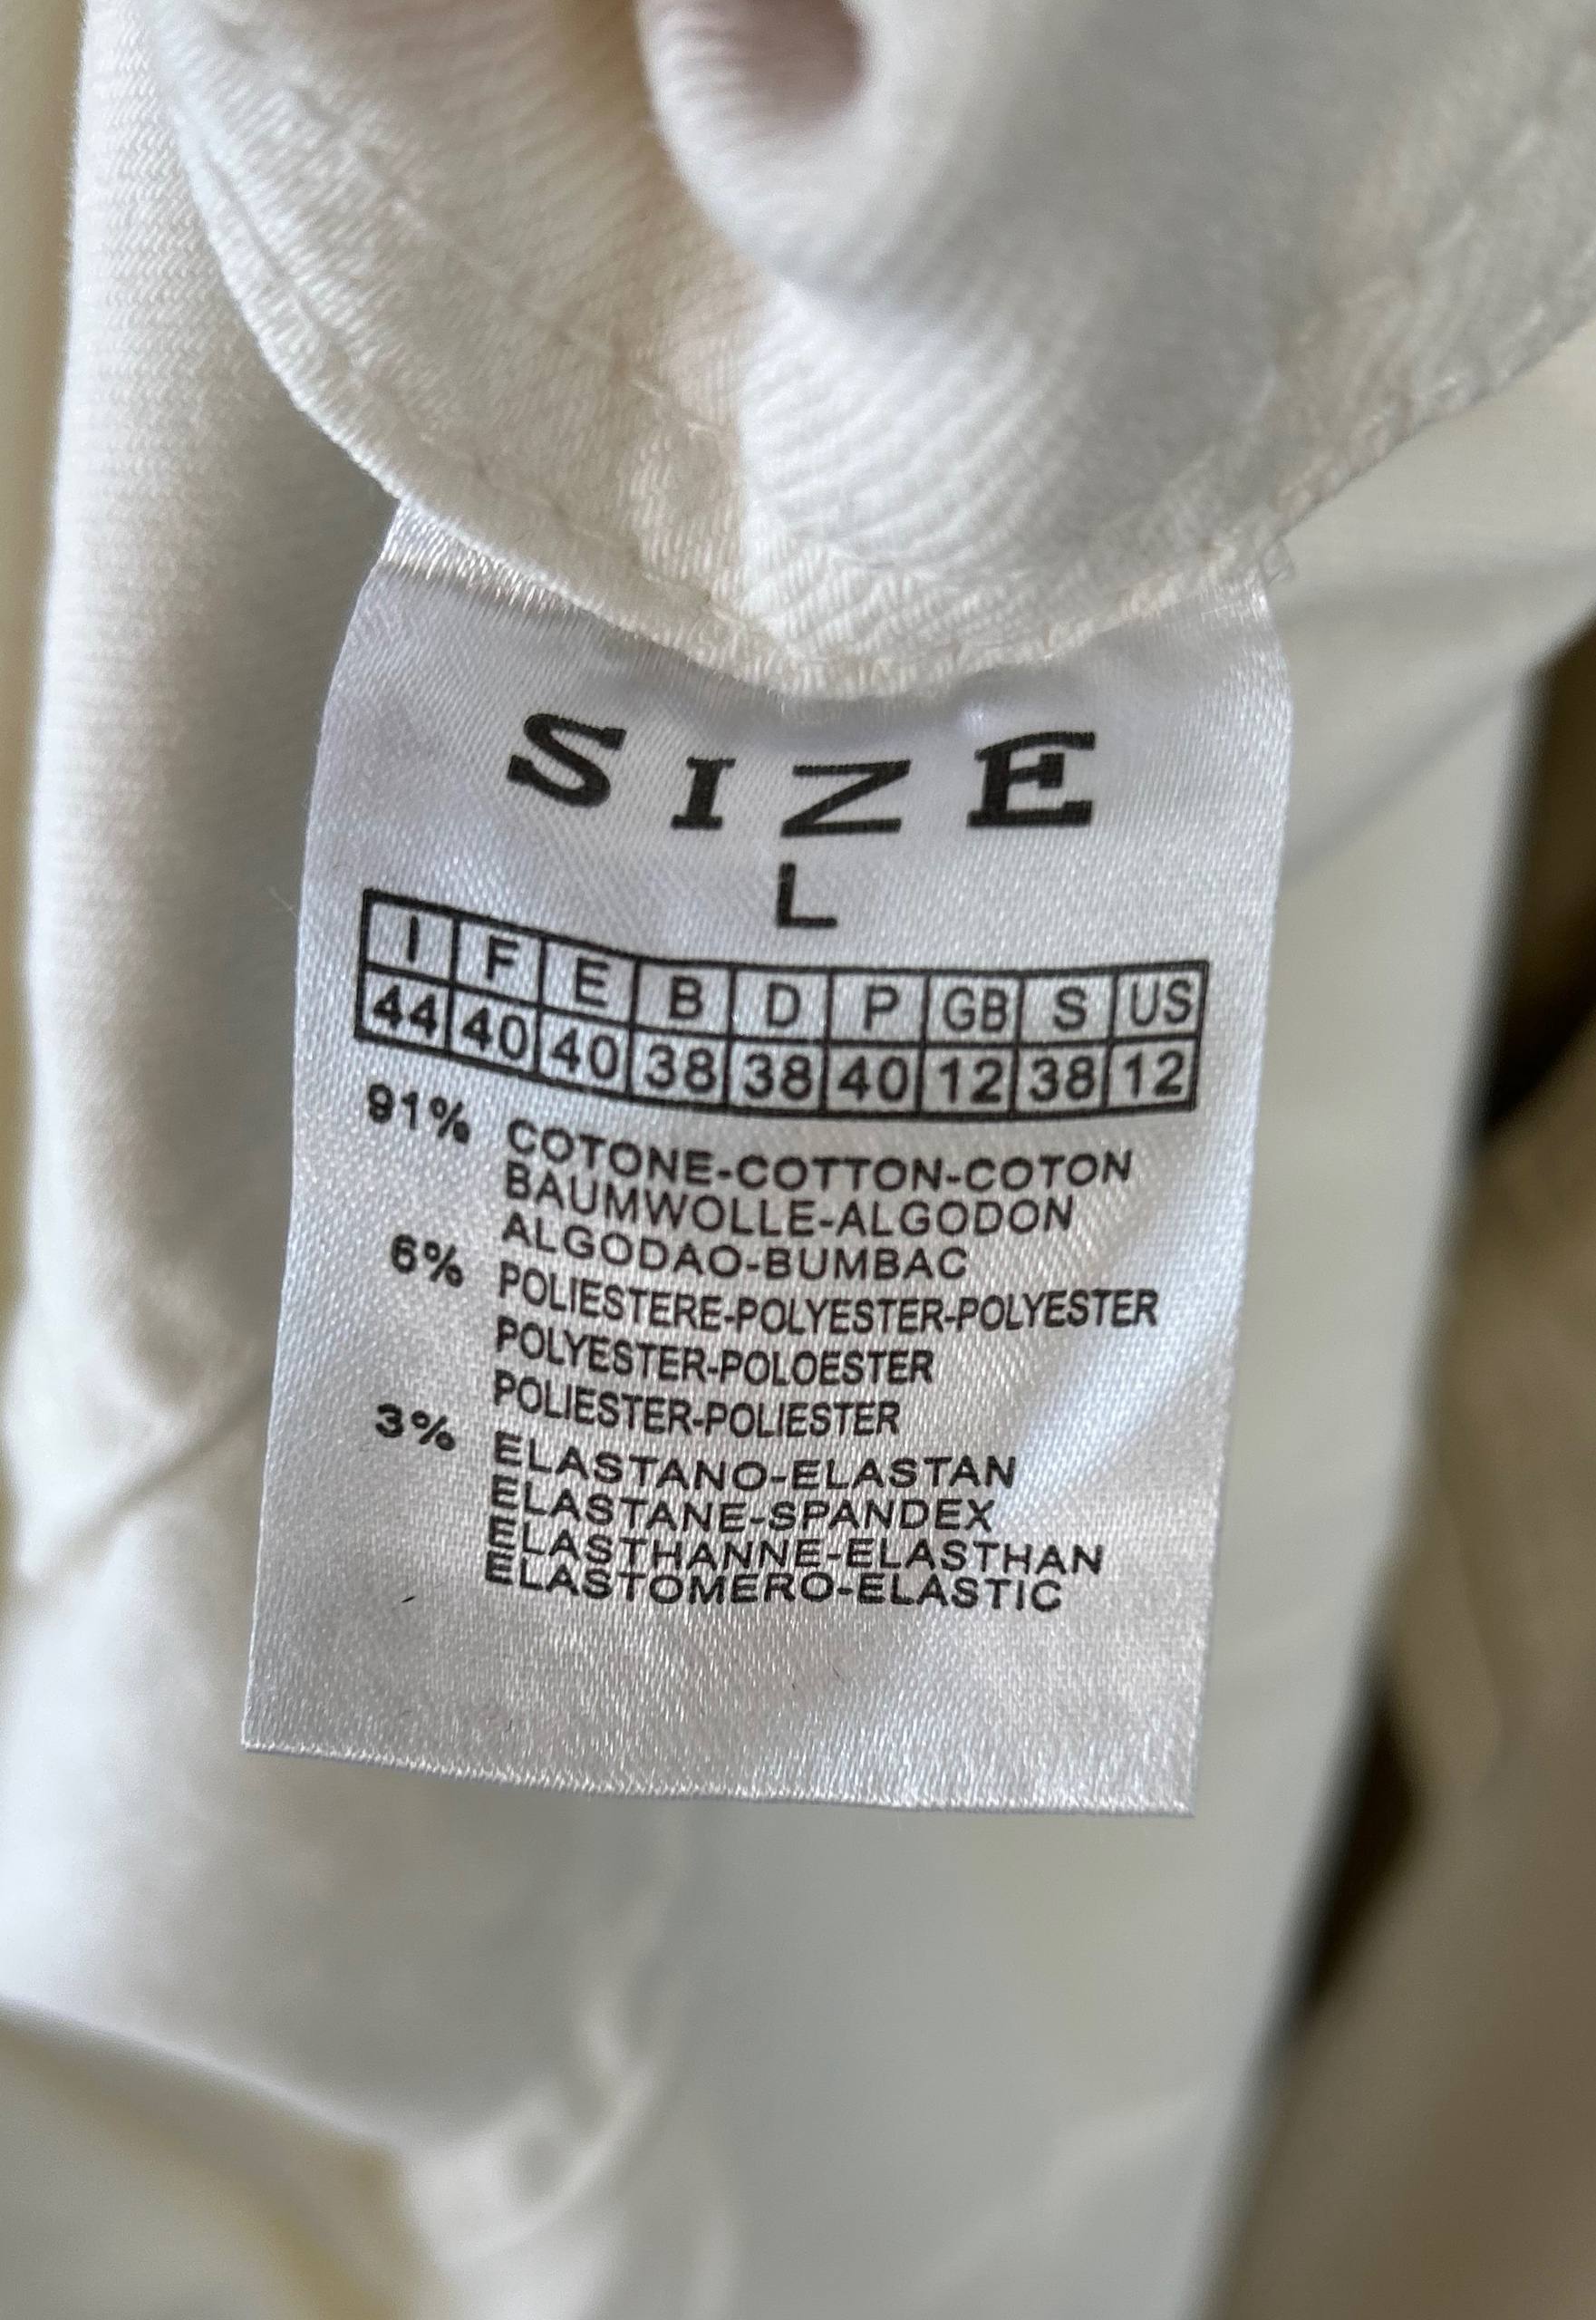 SIZE
L
I F E B D P GB S US
44 40 40 38 38 40 12 38 12
91% COTONE-COTTON-COTON
BAUMWOLLE-ALGODON
ALGODAO-BUMBAC
6% POLIESTERE-POLYESTER-POLYESTER
POLYESTER-POLOESTER
POLIESTER-POLIESTER
3% ELASTANO-ELASTAN
ELASTANE-SPANDEX
ELASTHANNE-ELASTHAN
ELASTOMERO-ELASTIC